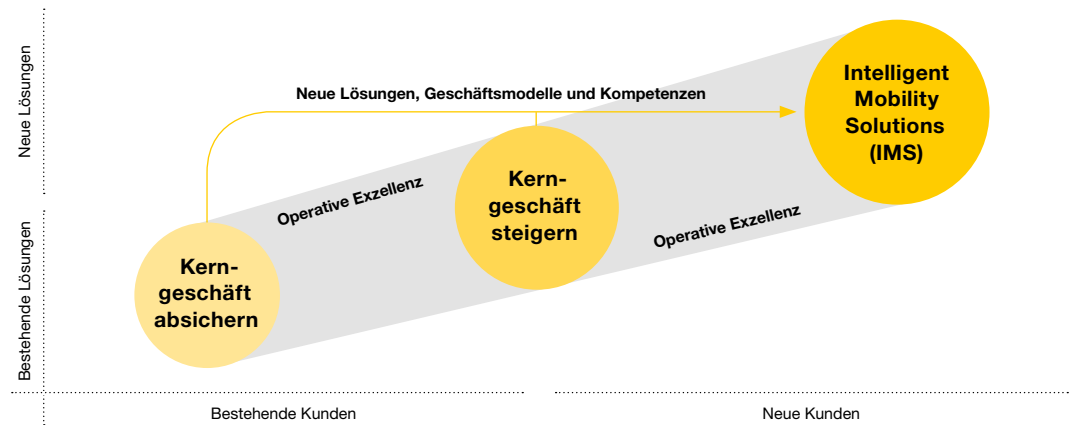 Neue Lösungen
Bestehende Lösungen
Neue Lösungen, Geschäftsmodelle und Kompetenzen
Intelligent
Mobility
Solutions
(IMS)
Operative Exzellenz
Kern-
geschäft
steigern
Operative Exzellenz
Kern-
geschäft
absichern
Bestehende Kunden
Neue Kunden